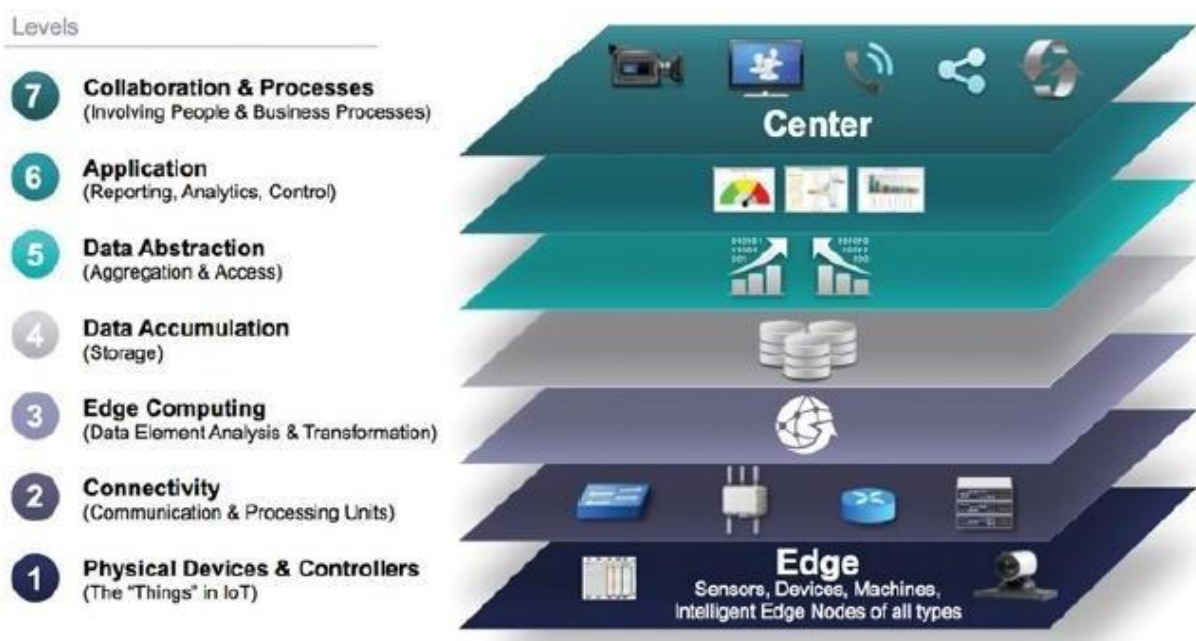 Levels
7
Collaboration & Processes
(Involving People & Business Processes)
6
Application
(Reporting, Analytics, Control)
5
Data Abstraction
(Aggregation & Access)
4
Data Accumulation
(Storage)
3
Edge Computing
(Data Element Analysis & Transformation)
2
Connectivity
(Communication & Processing Units)
1
Physical Devices & Controllers
(The "Things" in IoT)
Center
Edge
Sensors, Devices, Machines,
Intelligent Edge Nodes of all types